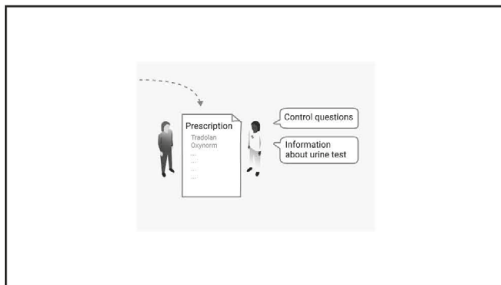 Prescription
Tradolan
Oxynorm
Control questions
Information
about urine test